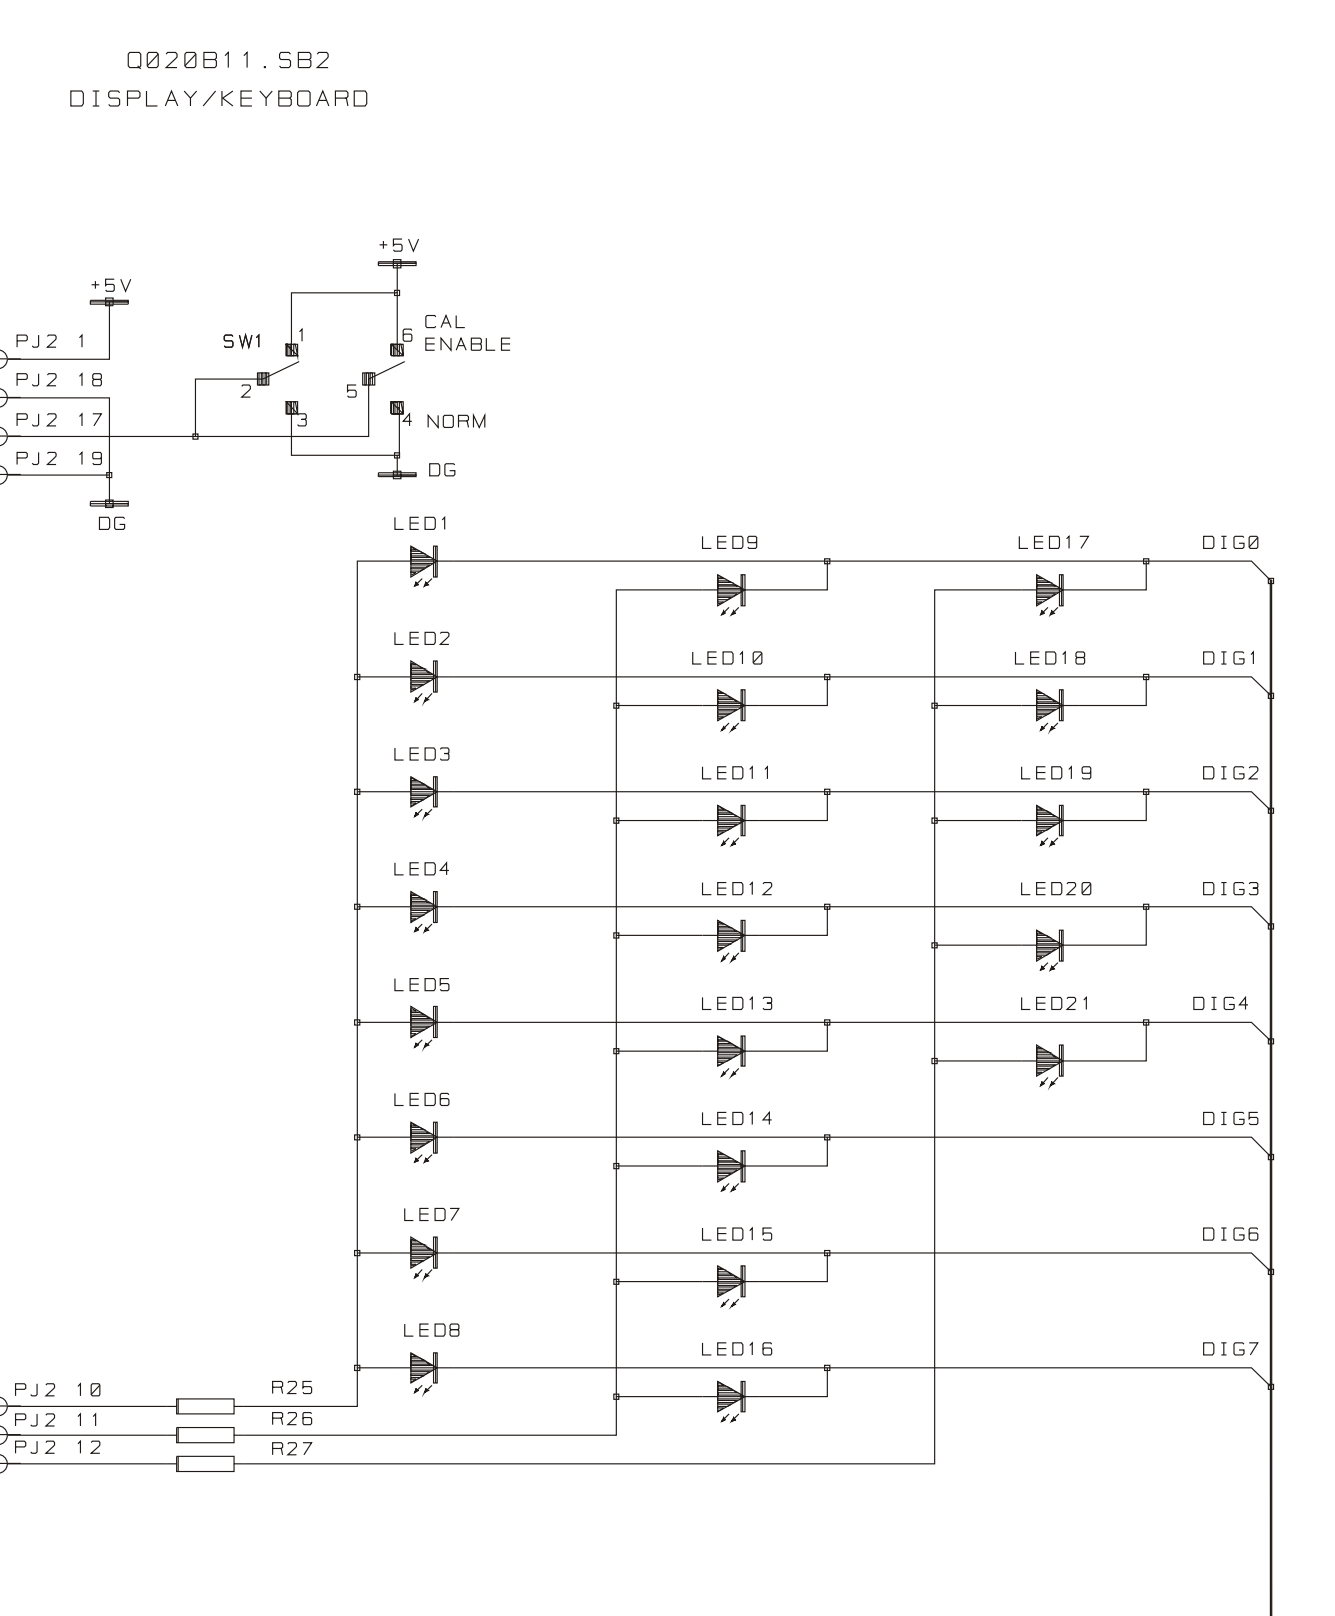 Q020B11.SB2
DISPLAY/KEYBOARD
+5V
+5V
CAL
ENABLE
PJ2 1
SW1
1
6
PJ2 18
2
5
PJ2 17
3
4
NORM
PJ2 19
DG
DG
LED1
LED9
LED17
DIG0
LED2
LED10
LED18
DIG1
LED3
LED11
LED19
DIG2
LED4
LED12
LED20
DIG3
LED5
LED13
LED21
DIG4
LED6
LED14
DIG5
LED7
LED15
DIG6
LED8
LED16
DIG7
PJ2 10
R25
PJ2 11
R26
PJ2 12
R27